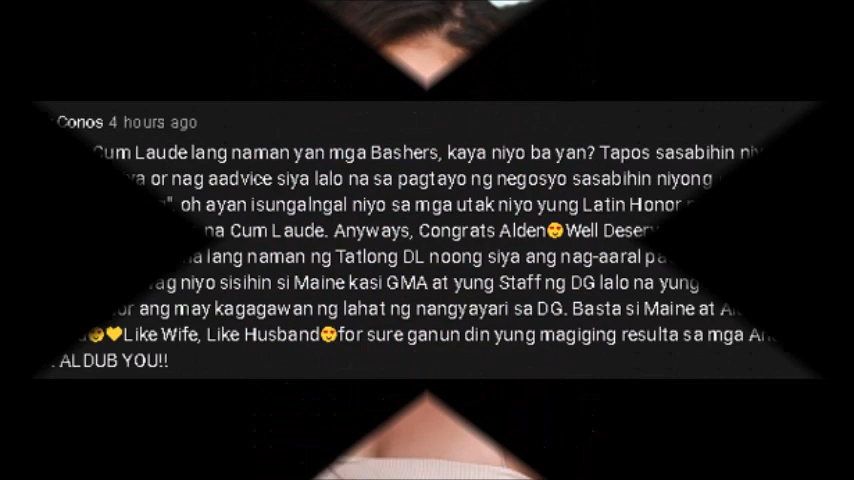 Conos 4 hours ago
Cum Laude lang naman yan mga Bashers, kaya niyo ba yan? Tapos sasabihin
or nag aadvice siya lalo na sa pagtayo ng negosyo sasabihin niyong
oh ayan isungalngal niyo sa mga utak niyo yung Latin Honor
na Cum Laude. Anyways, Congrats Alden😍Well
lang naman ng Tatlong DL noong siya ang nag-aaral
niyo sisihin si Maine kasi GMA at yung Staff ng DG lalo na yung
ang may kagagawan ng lahat ng nangyayari sa DG. Basta si Maine at
💛Like Wife, Like Husband😍for sure ganun din yung magiging resulta sa mga
ALDUB YOU!!